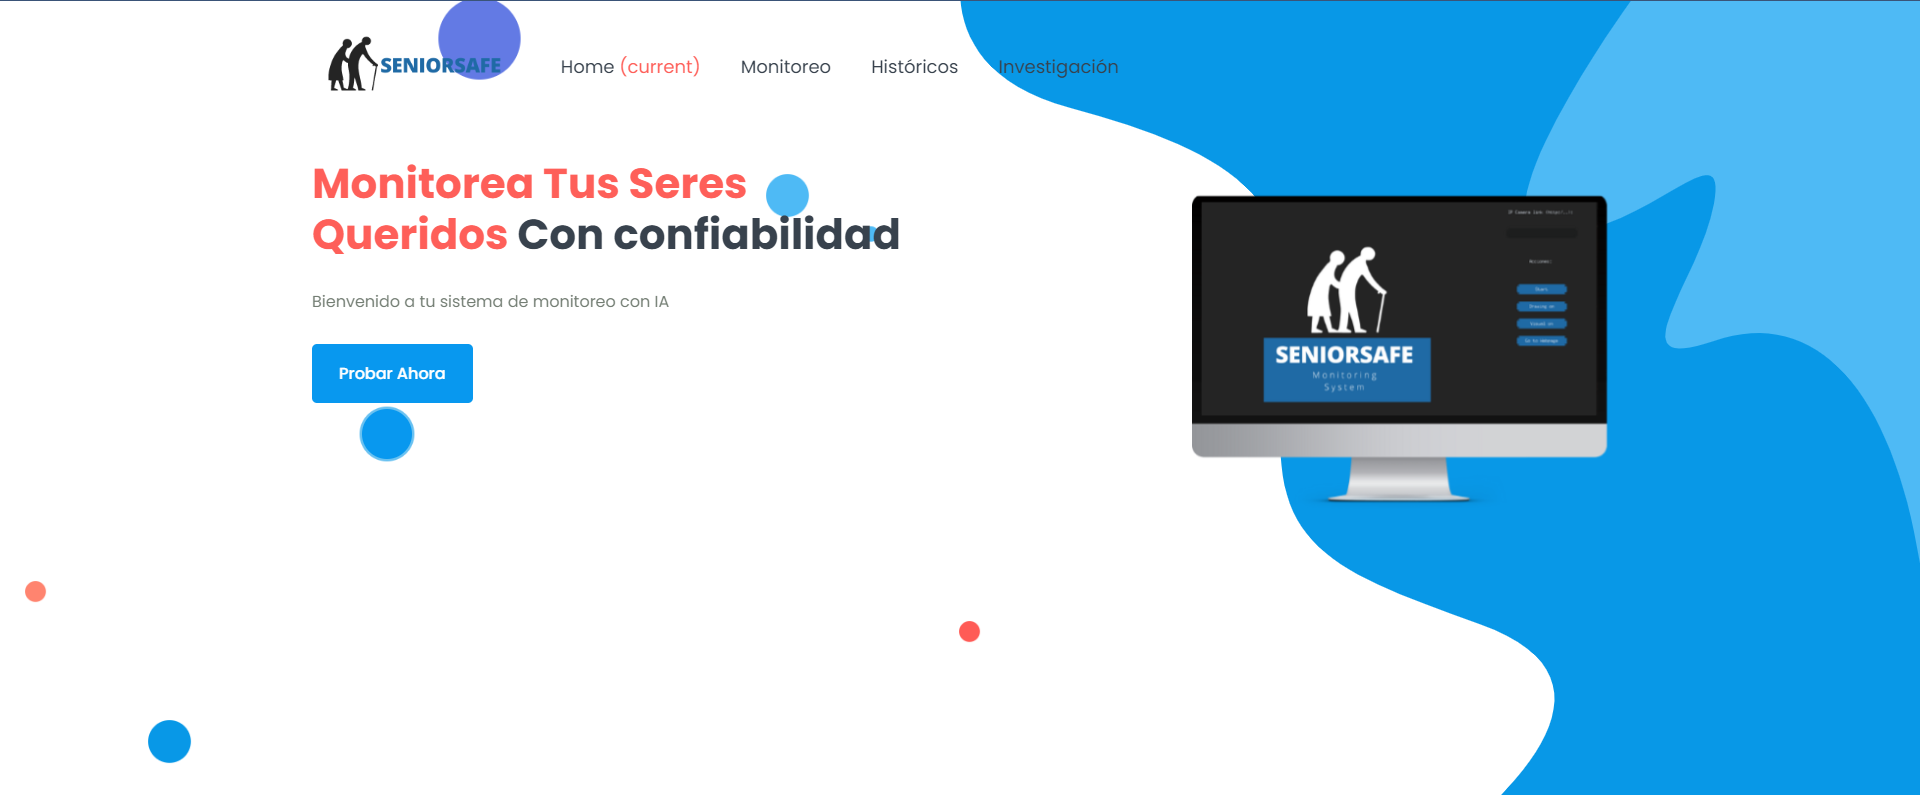 SENIORSAFE
Home (current) Monitoreo Históricos Investigación
Monitorea Tus Seres
Queridos Con confiabilidad
Bienvenido a tu sistema de monitoreo con IA
Probar Ahora
SENIORSAFE
Monitoring
System